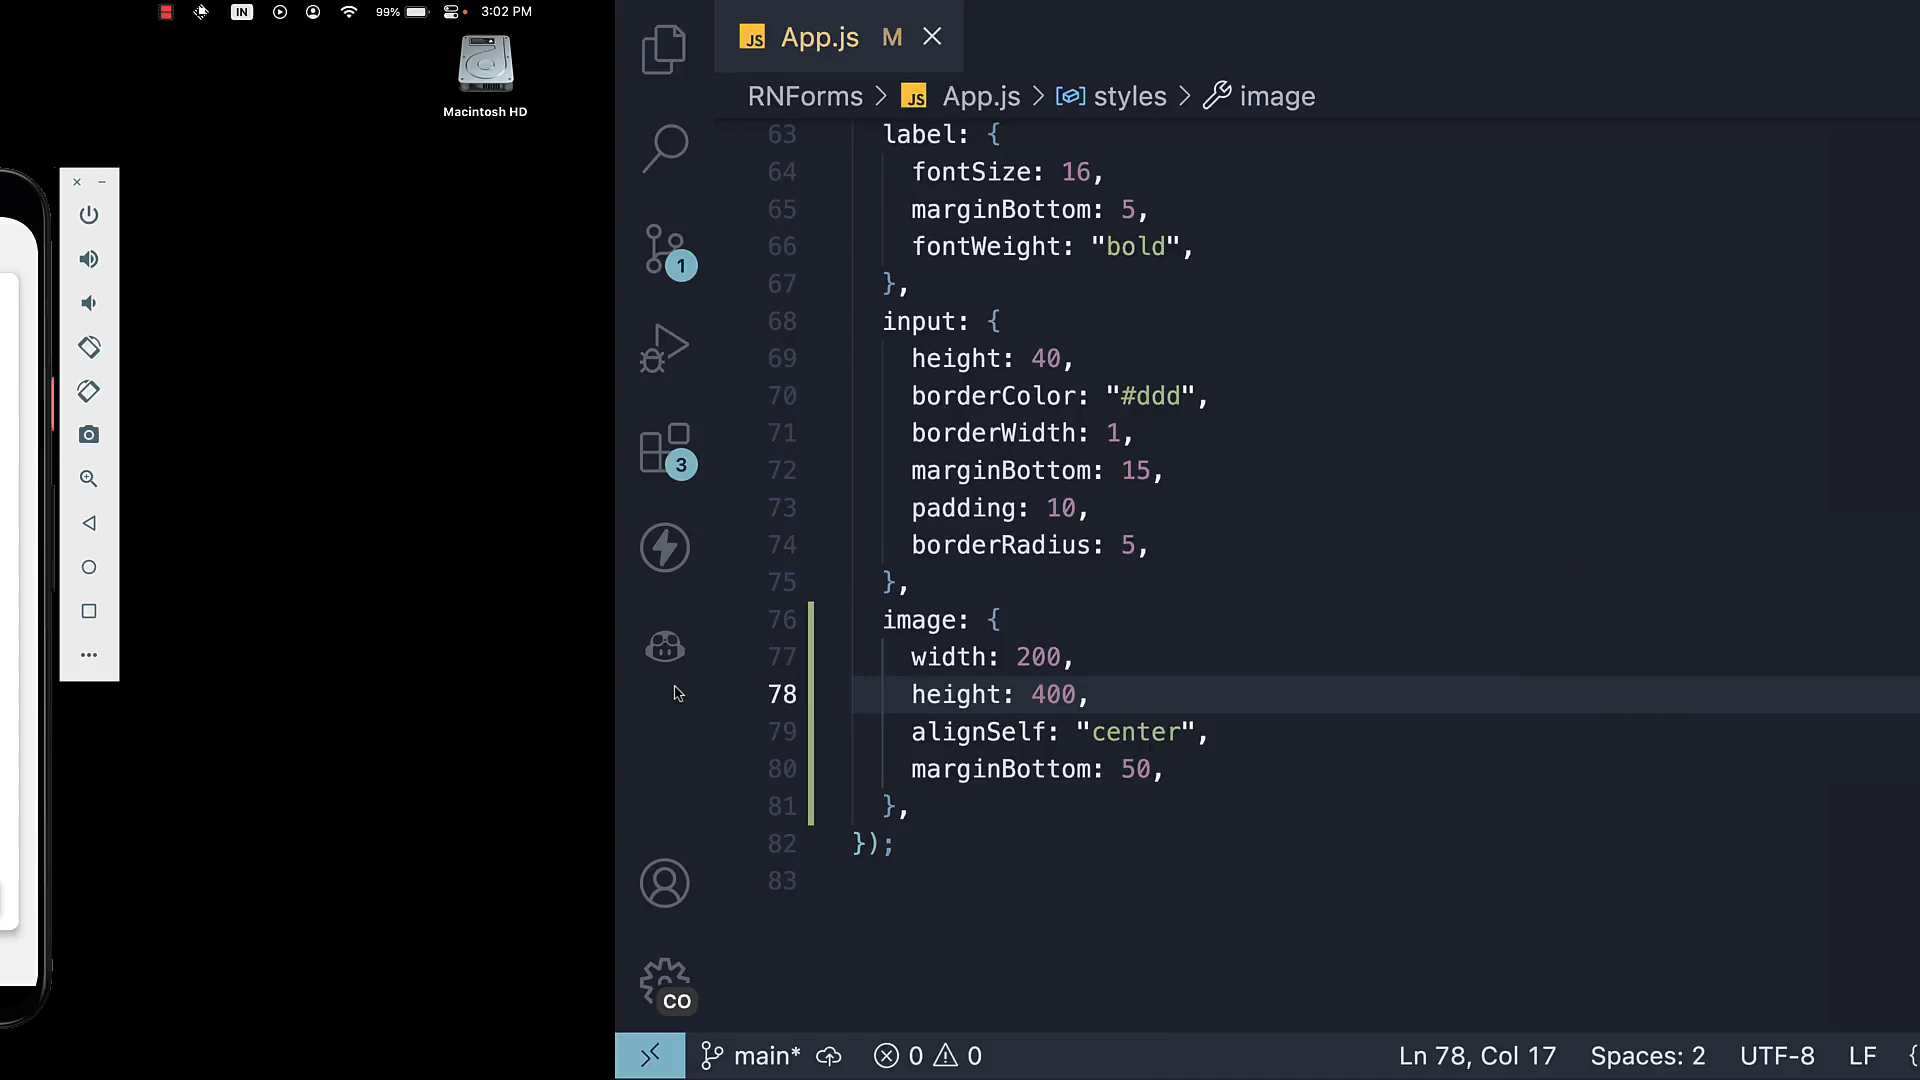 IN
99%
3:02 PM
Macintosh HD
JS App.js M
RNForms > JS App.js > styles > image
63 label: {
64 fontSize: 16,
65 marginBottom: 5,
66 fontWeight: "bold",
67 },
68 input: {
69 height: 40,
70 borderColor: "#ddd",
71 borderWidth: 1,
72 marginBottom: 15,
73 padding: 10,
74 borderRadius: 5,
75 },
76 image: {
77 width: 200,
78 height: 400,
79 alignSelf: "center",
80 marginBottom: 50,
81 },
82 });
83
1
3
CO
main* 0 0 Ln 78, Col 17 Spaces: 2 UTF-8 LF {